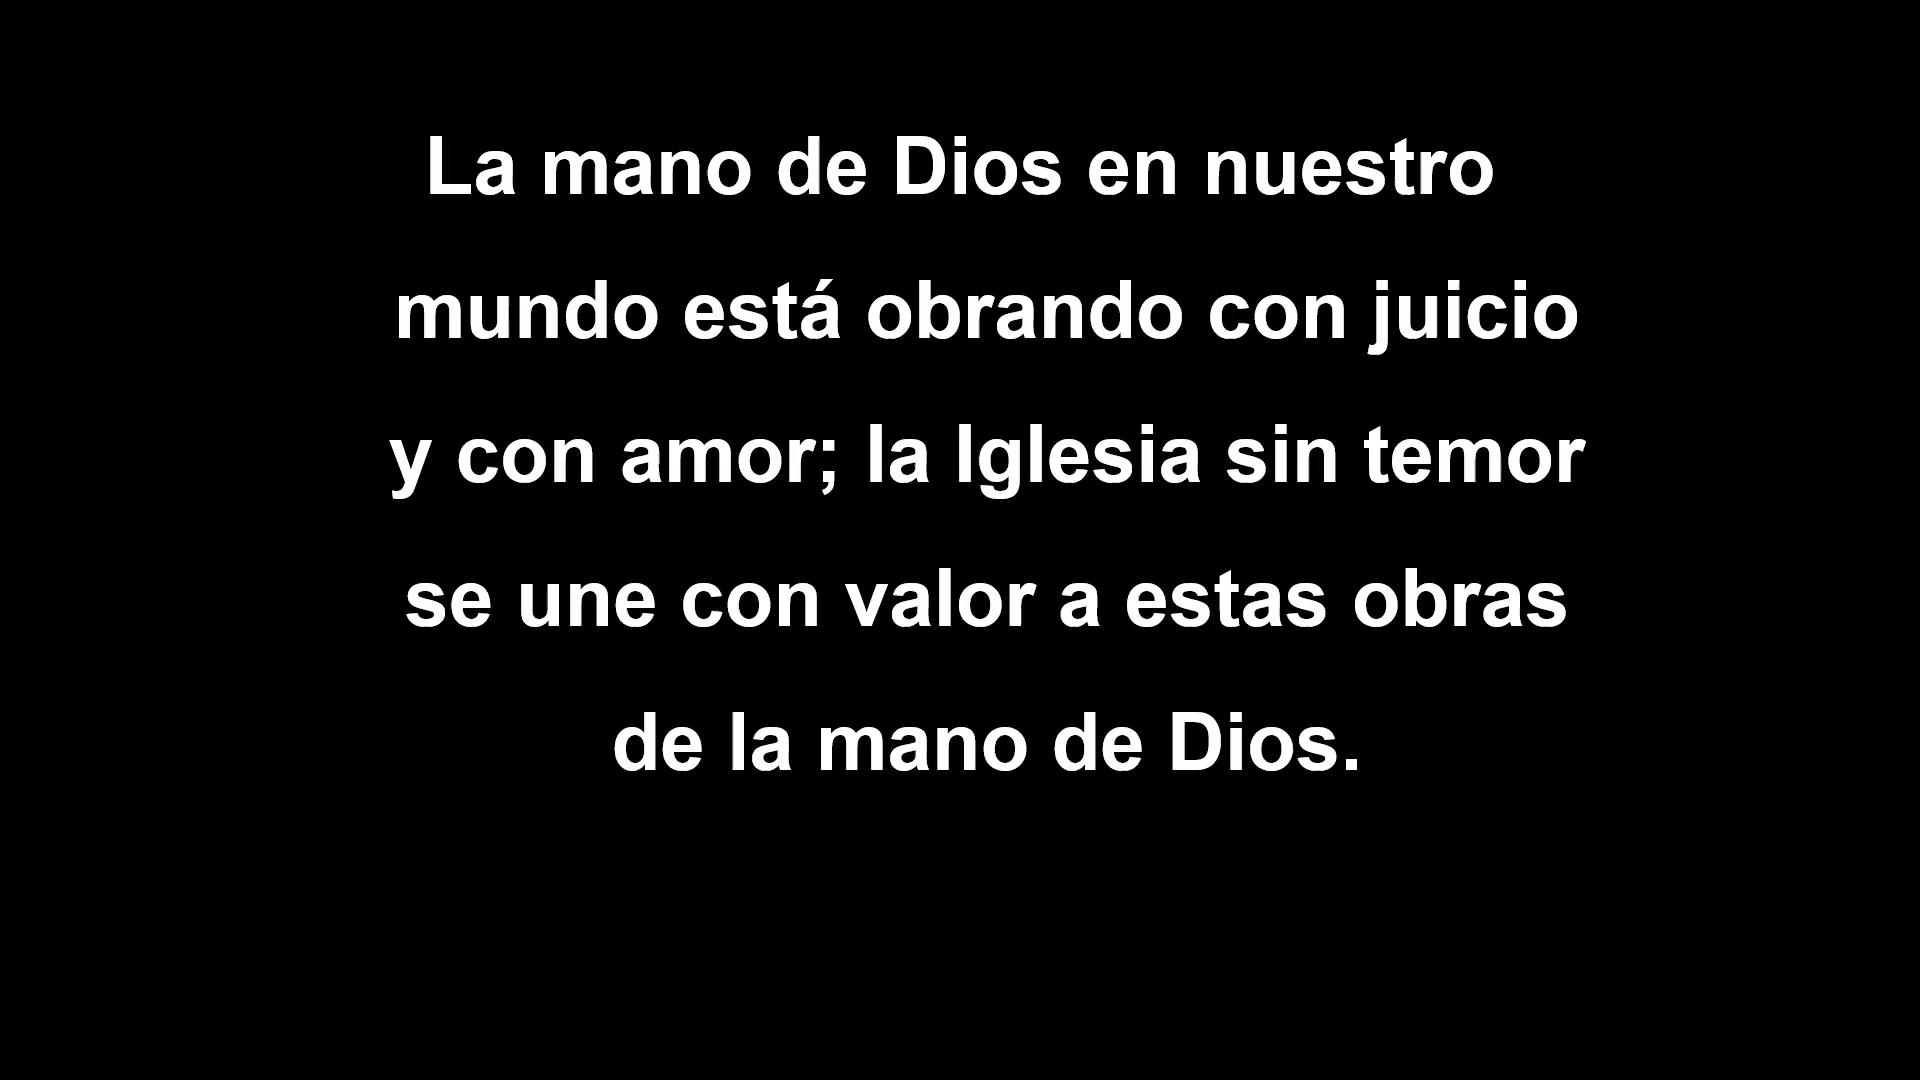 La mano de Dios en nuestro
mundo está obrando con juicio
y con amor; la Iglesia sin temor
se une con valor a estas obras
de la mano de Dios.